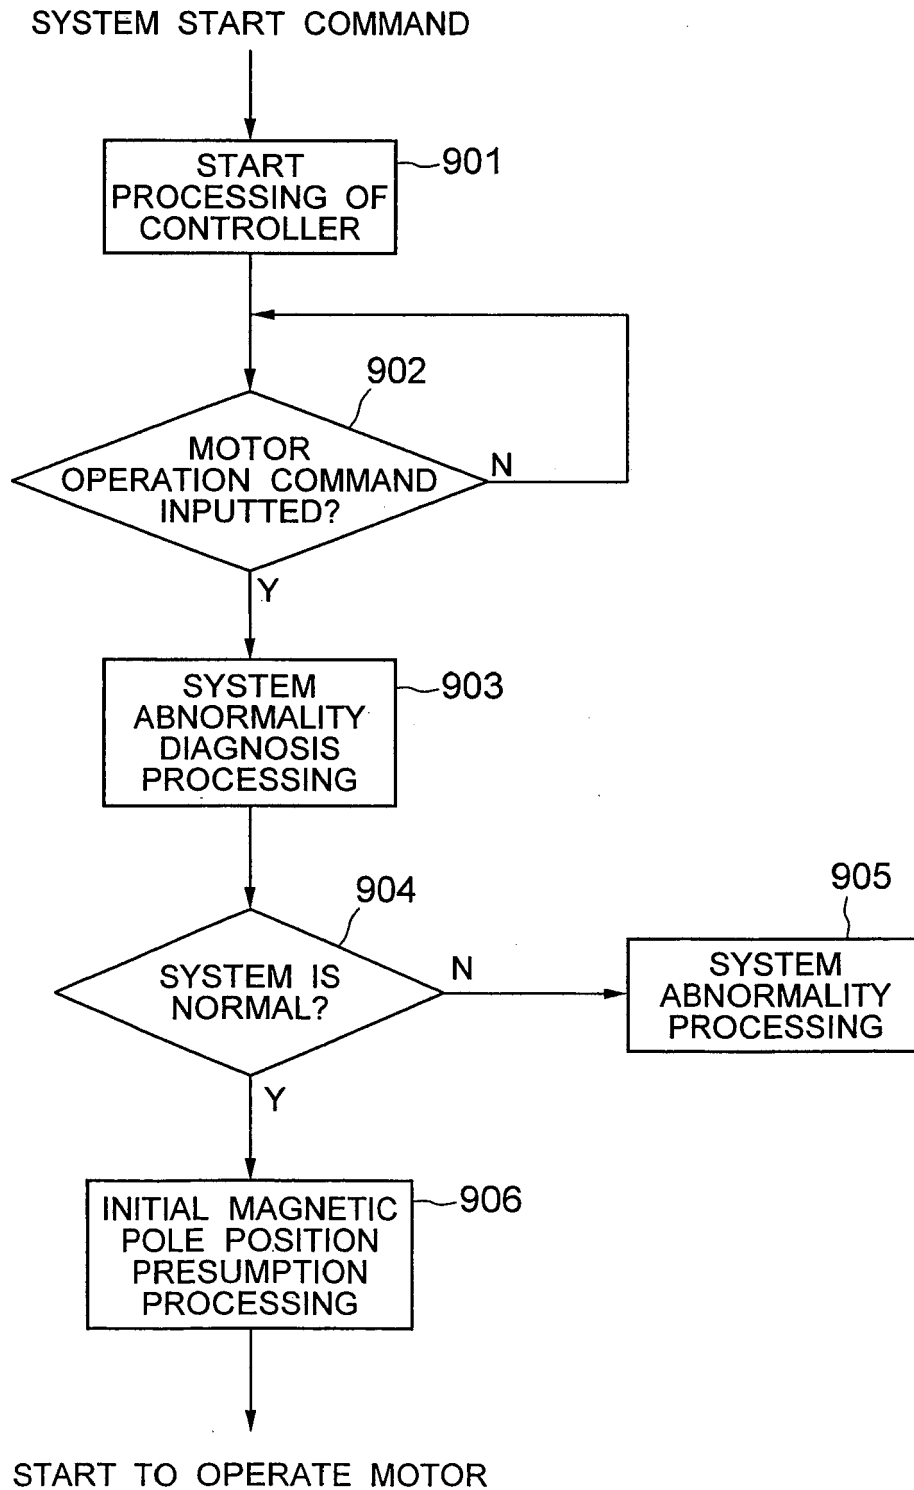 SYSTEM START COMMAND
START
PROCESSING OF
CONTROLLER
901
902
MOTOR
OPERATION COMMAND
INPUTTED?
N
Y
SYSTEM
ABNORMALITY
DIAGNOSIS
PROCESSING
903
904
SYSTEM IS
NORMAL?
N
905
SYSTEM
ABNORMALITY
PROCESSING
Y
INITIAL MAGNETIC
POLE POSITION
PRESUMPTION
PROCESSING
906
START TO OPERATE MOTOR